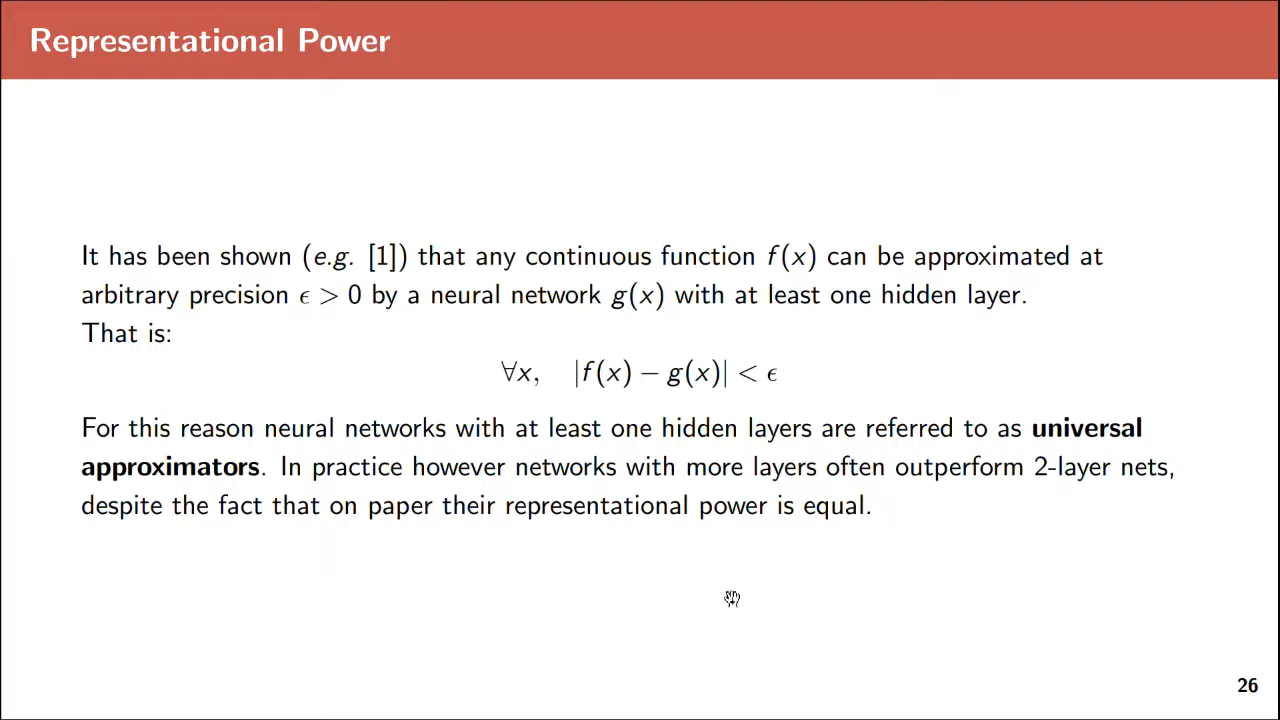 Representational Power
It has been shown (e.g. [1]) that any continuous function f(x) can be approximated at
arbitrary precision ϵ > 0 by a neural network g(x) with at least one hidden layer.
That is:
∀x, |f(x) − g(x)| < ϵ
For this reason neural networks with at least one hidden layers are referred to as universal
approximators. In practice however networks with more layers often outperform 2-layer nets,
despite the fact that on paper their representational power is equal.
26